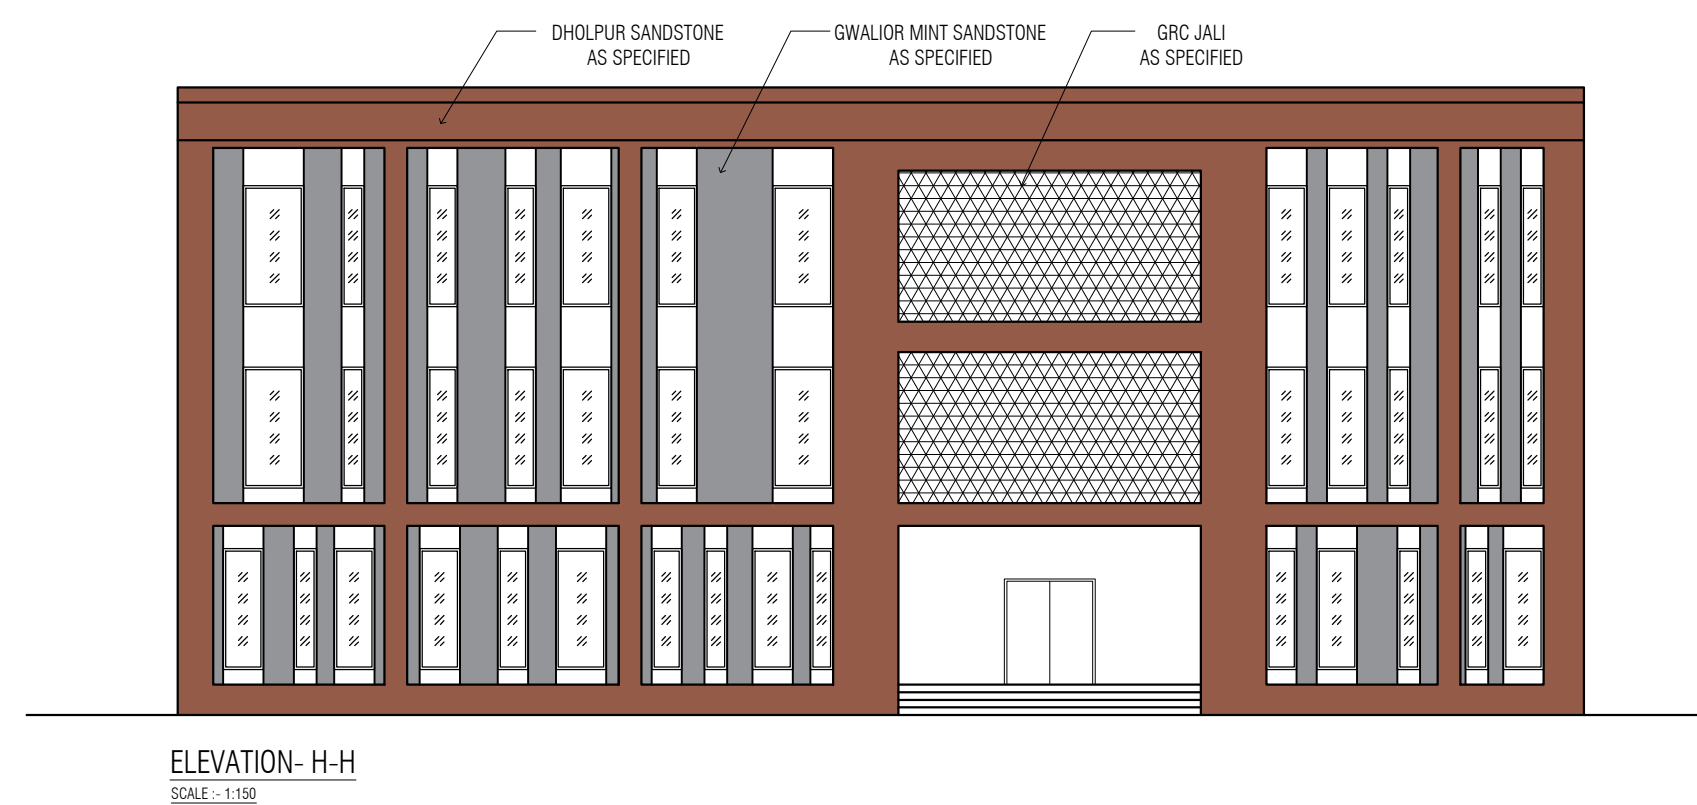 DHOLPUR SANDSTONE
AS SPECIFIED
GWALIOR MINT SANDSTONE
AS SPECIFIED
GRC JALI
AS SPECIFIED
ELEVATION- H-H
SCALE :- 1:150